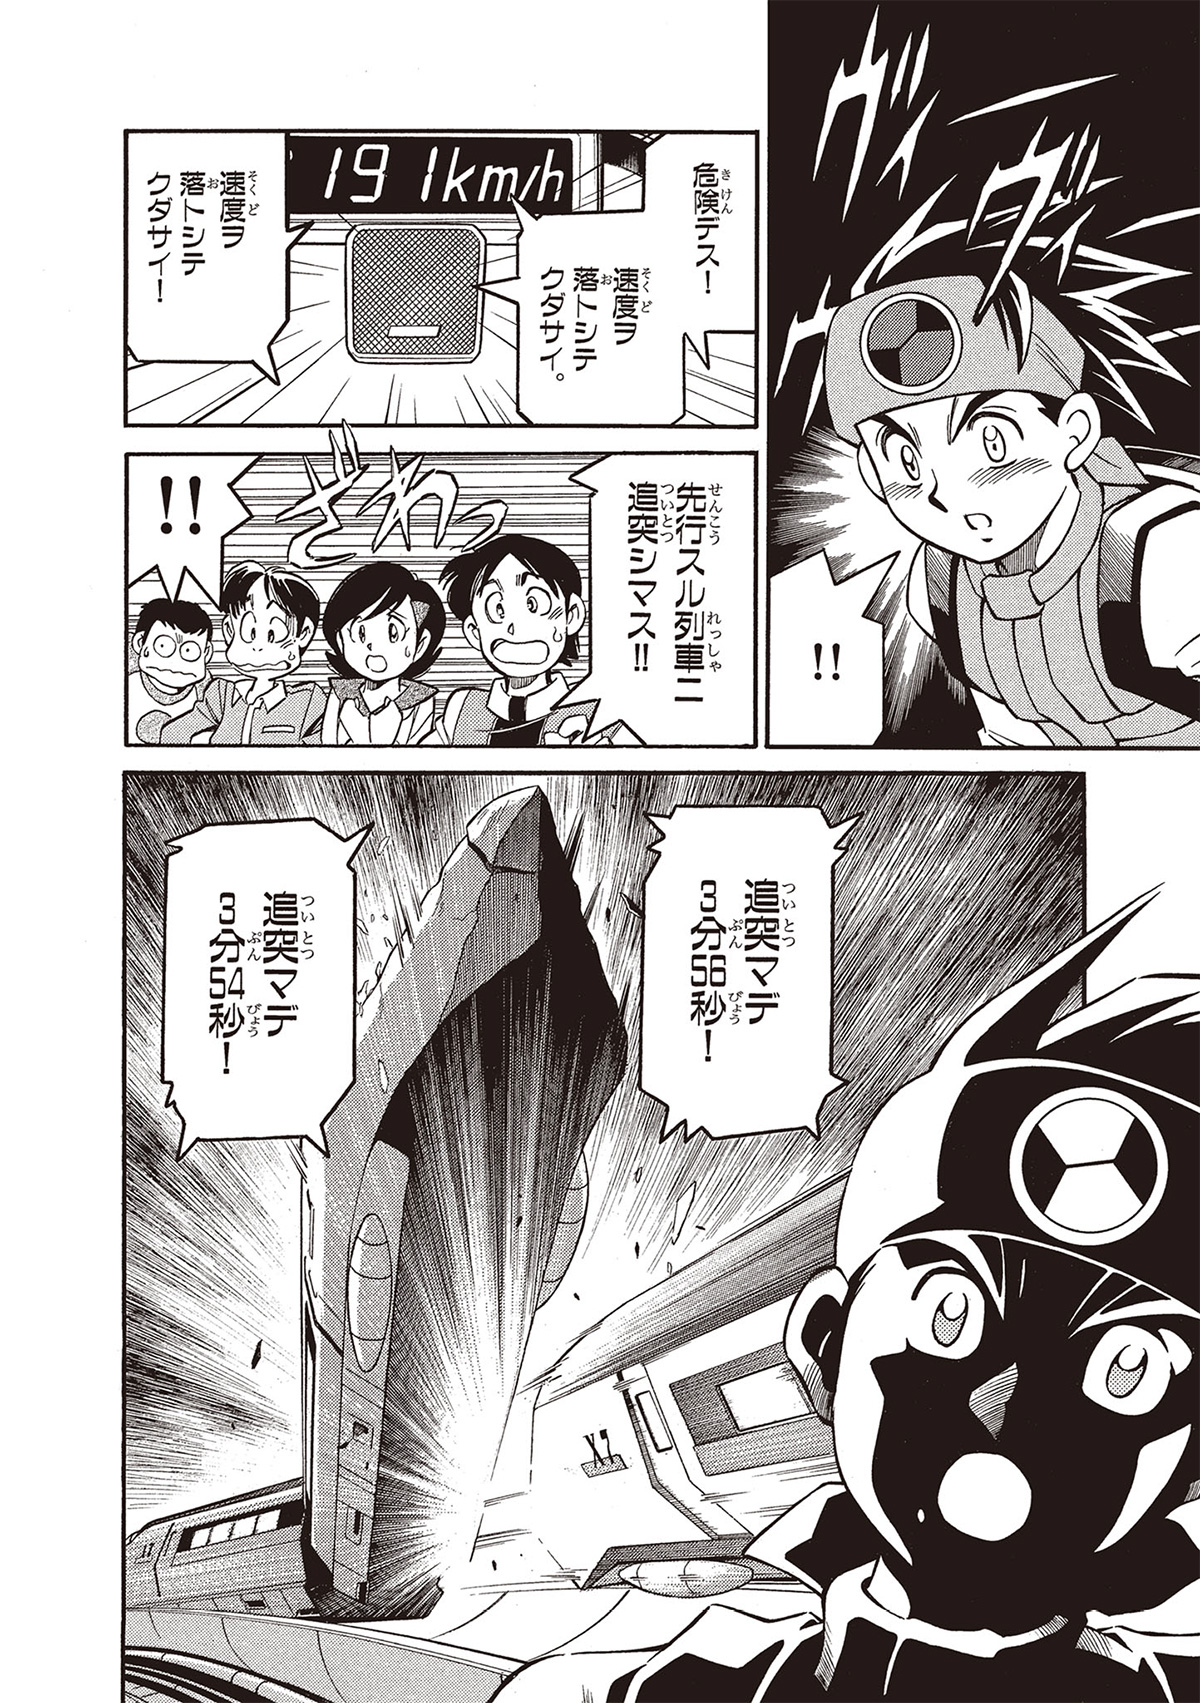 ヴィ
ヴィ
!!
危険デス！
速度ヲ
落トシテ
クダサイ。
191km/h
速度ヲ
落トシテ
クダサイ！
先行スル列車ニ
追突シマス!!
ざわっ
!!
追突マデ
3分56秒！
追突マデ
3分54秒！
X7